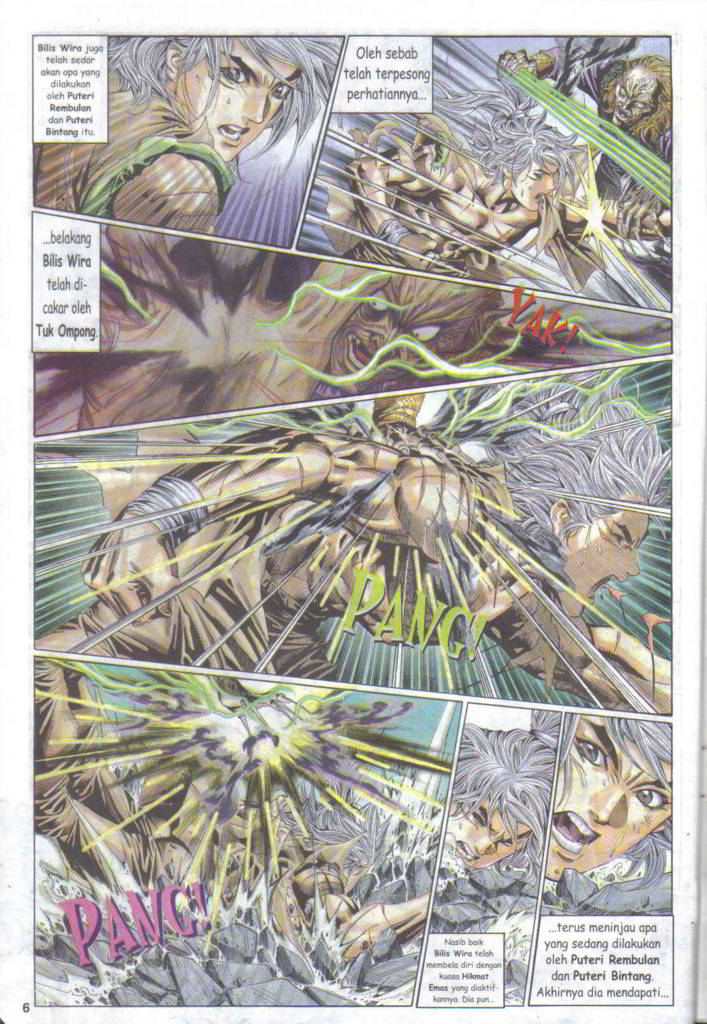 Bilis Wira juga
telah sedar
akan apa yang
dilakukan
oleh Puteri
Rembulan
dan Puteri
Bintang itu.
Oleh sebab
telah terpesong
perhatiannya...
...belakang
Bilis Wira
telah di-
cakar oleh
Tuk Ompong.
YAK!
PANG!
PANG!
Nasib baik
Bilis Wira telah
membela diri dengan
kuasa Hikmat
Emas yang diaktif-
kannya. Dia pun...
...terus meninjau apa
yang sedang dilakukan
oleh Puteri Rembulan
dan Puteri Bintang.
Akhirnya dia mendapati...
6